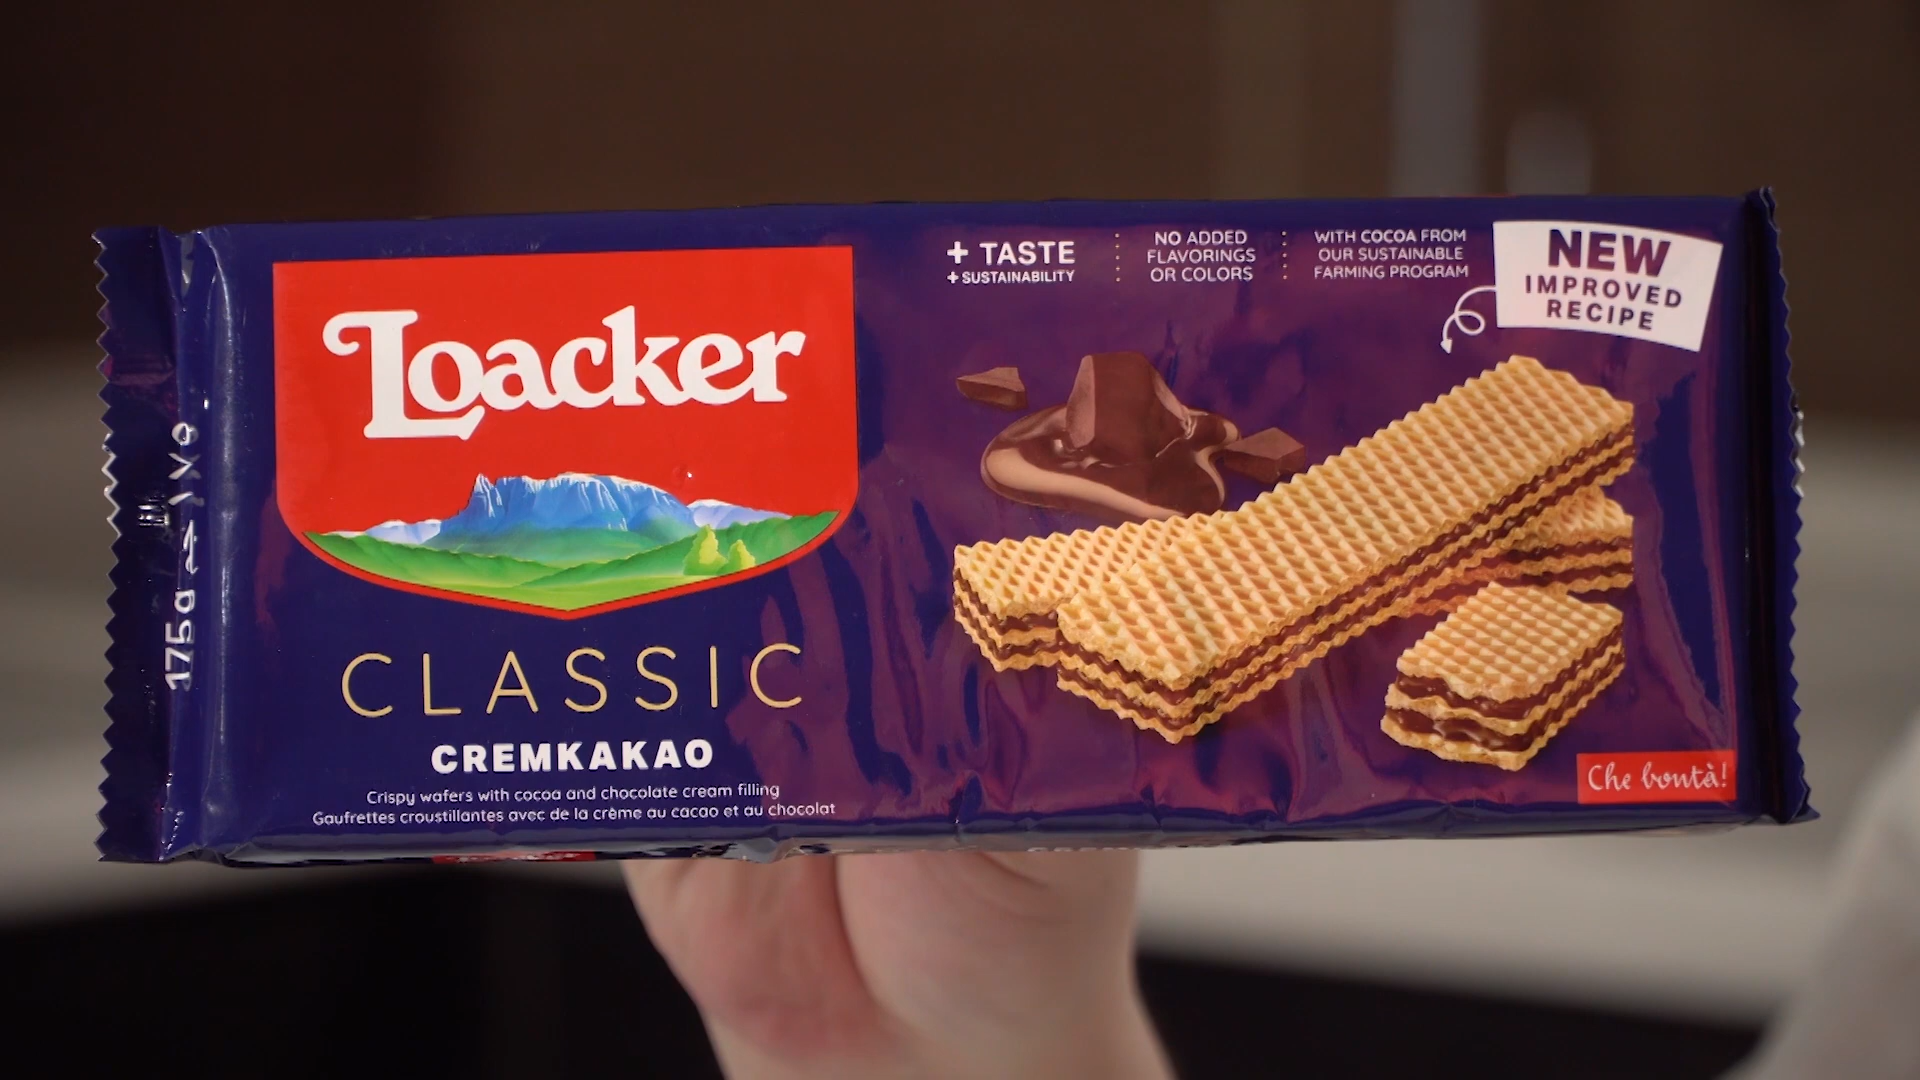 Loacker
CLASSIC
CREMKAKAO
Crispy wafers with cocoa and chocolate cream filling
Gaufrettes croustillantes avec de la crème au cacao et au chocolat
+ TASTE
+ SUSTAINABILITY
NO ADDED
FLAVORINGS
OR COLORS
WITH COCOA FROM
OUR SUSTAINABLE
FARMING PROGRAM
NEW
IMPROVED
RECIPE
Che bontà!
175g